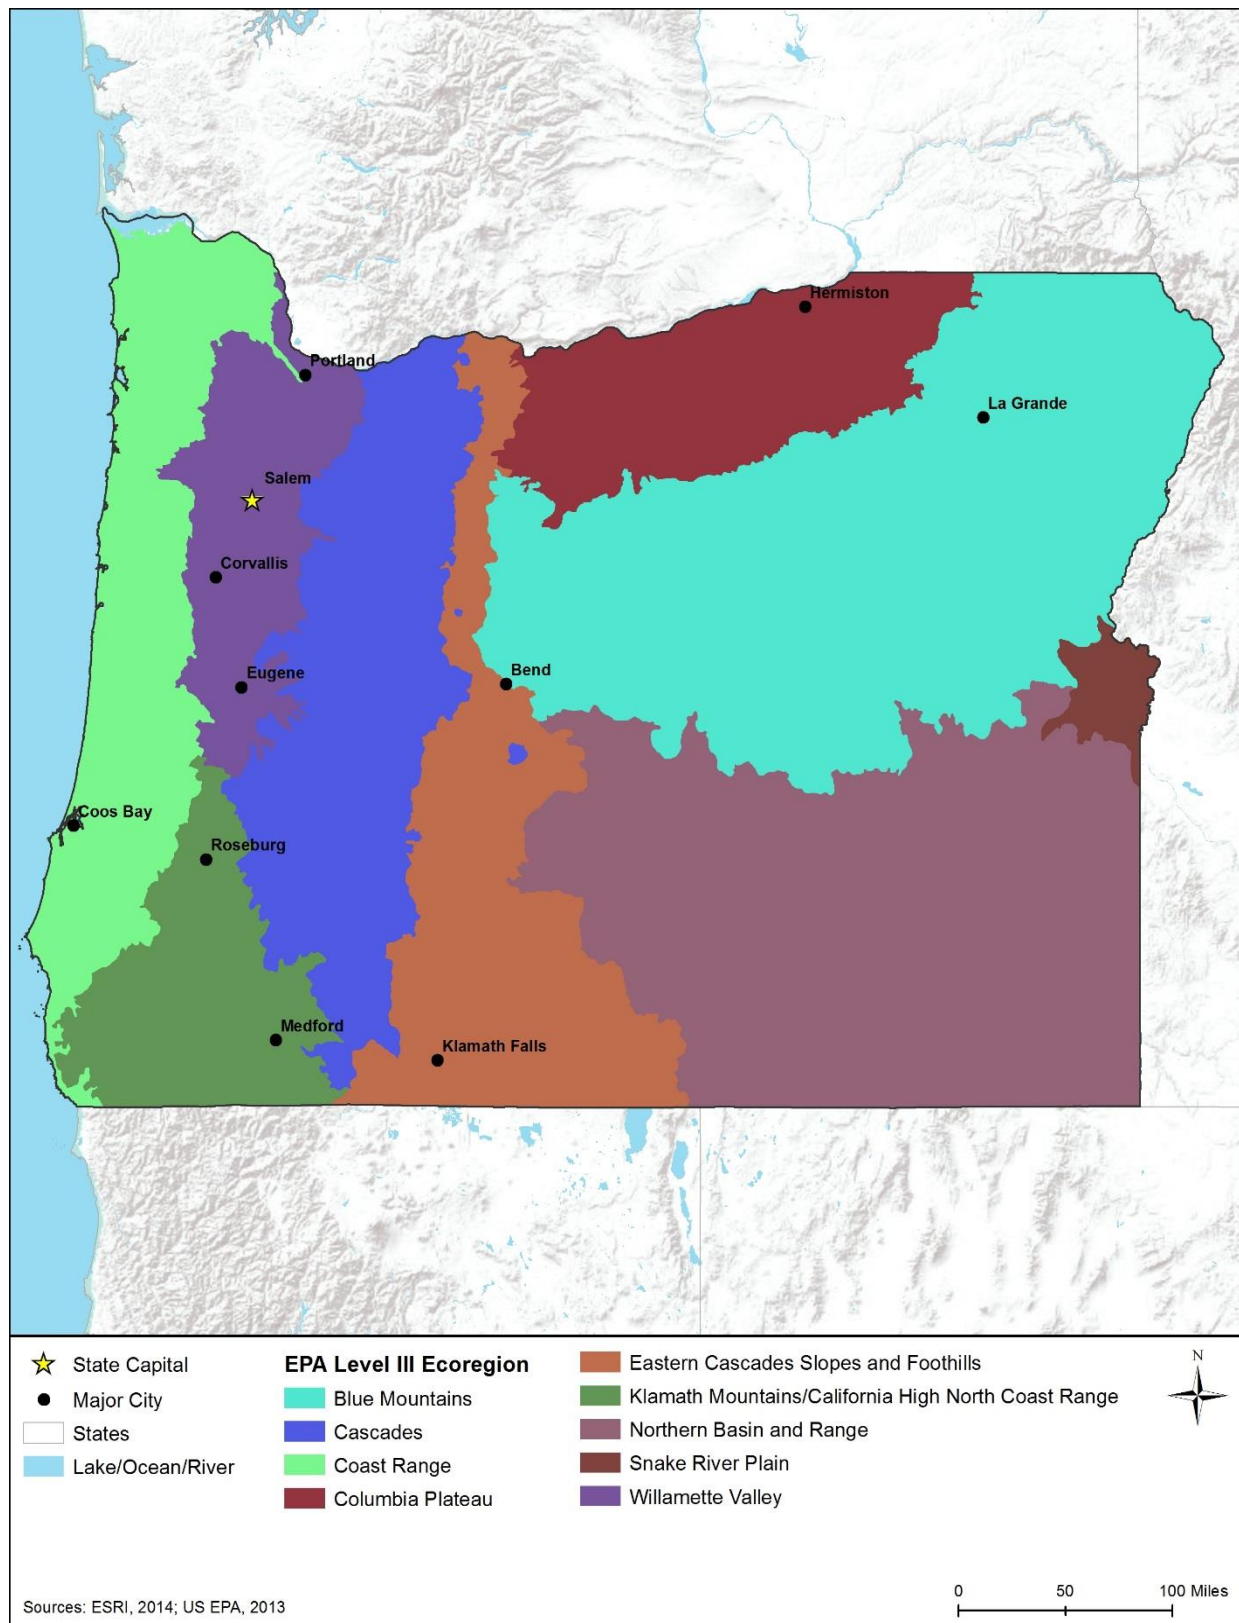 Hermiston
Portland
La Grande
Salem
Corvallis
Eugene
Bend
Coos Bay
Roseburg
Medford
Klamath Falls
State Capital
Major City
States
Lake/Ocean/River
EPA Level III Ecoregion
Blue Mountains
Cascades
Coast Range
Columbia Plateau
Eastern Cascades Slopes and Foothills
Klamath Mountains/California High North Coast Range
Northern Basin and Range
Snake River Plain
Willamette Valley
N
0 50 100 Miles
Sources: ESRI, 2014; US EPA, 2013